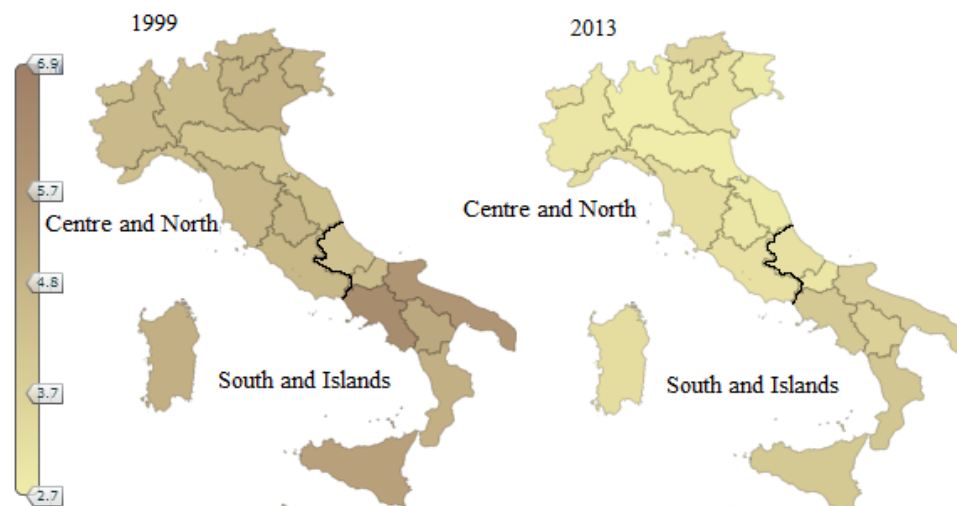 1999
2013
6.9
5.7
4.8
3.7
2.7
Centre and North
Centre and North
South and Islands
South and Islands